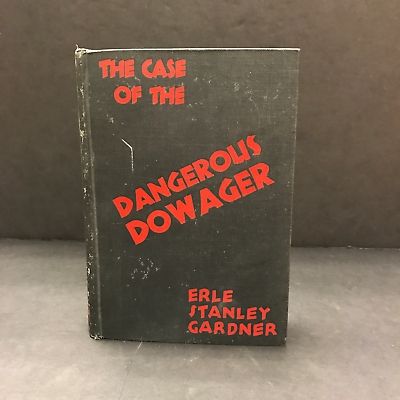 THE CASE
OF THE
DANGEROUS
DOWAGER
ERLE
STANLEY
GARDNER